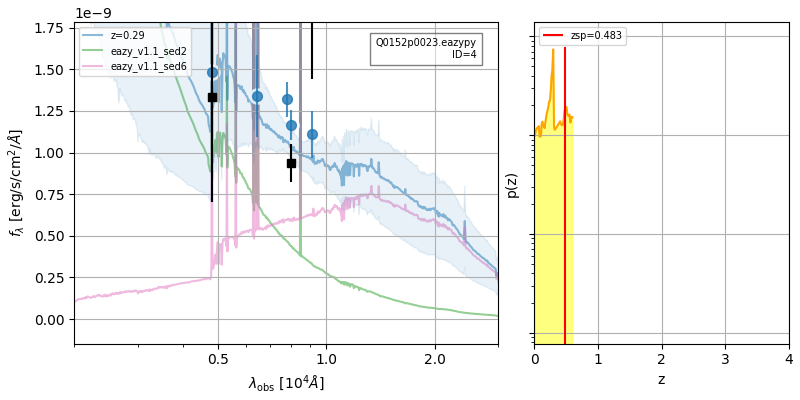 1e−9
z=0.29
eazy_v1.1_sed2
eazy_v1.1_sed6
Q0152p0023.eazypy
ID=4
1.75
1.50
1.25
1.00
0.75
0.50
0.25
0.00
fλ [erg/s/cm²/Å]
0.5
1.0
2.0
λobs [10⁴Å]
zsp=0.483
p(z)
0
1
2
3
4
z